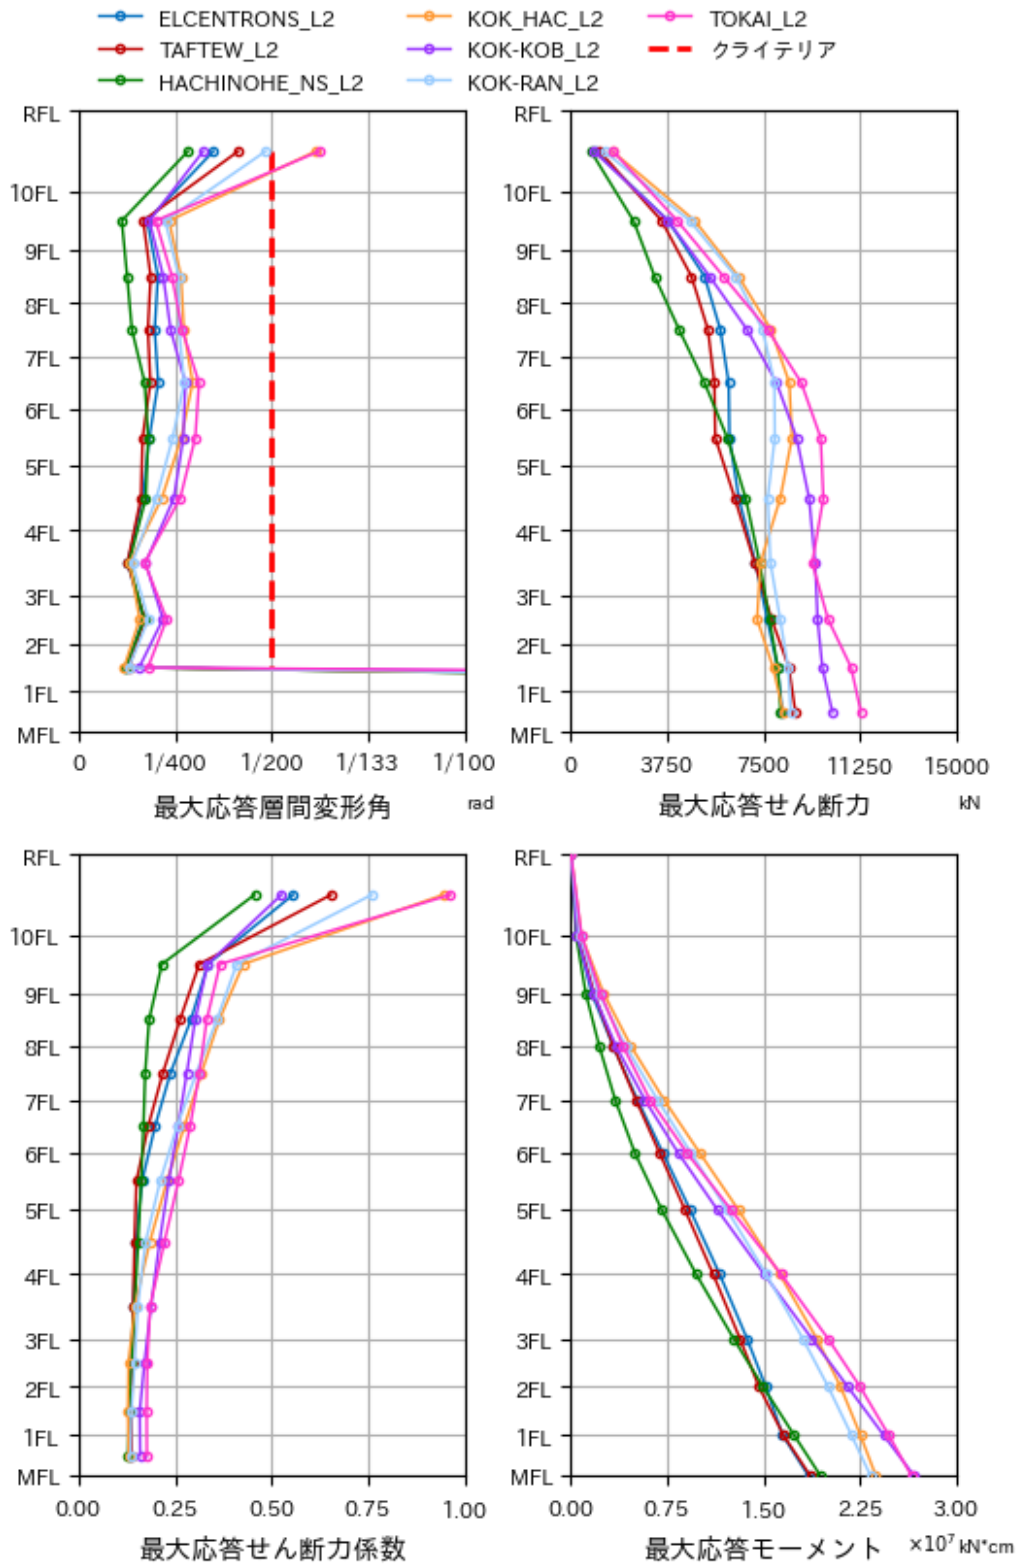 ELCENTRONS_L2 KOK_HAC_L2 TOKAI_L2
TAFTEW_L2 KOK-KOB_L2 クライテリア
HACHINOHE_NS_L2 KOK-RAN_L2
RFL
10FL
9FL
8FL
7FL
6FL
5FL
4FL
3FL
2FL
1FL
MFL
0 1/400 1/200 1/133 1/100
最大応答層間変形角 rad
RFL
10FL
9FL
8FL
7FL
6FL
5FL
4FL
3FL
2FL
1FL
MFL
0 3750 7500 11250 15000
最大応答せん断力 kN
RFL
10FL
9FL
8FL
7FL
6FL
5FL
4FL
3FL
2FL
1FL
MFL
0.00 0.25 0.50 0.75 1.00
最大応答せん断力係数
RFL
10FL
9FL
8FL
7FL
6FL
5FL
4FL
3FL
2FL
1FL
MFL
0.00 0.75 1.50 2.25 3.00
最大応答モーメント ×10⁷ kN*cm